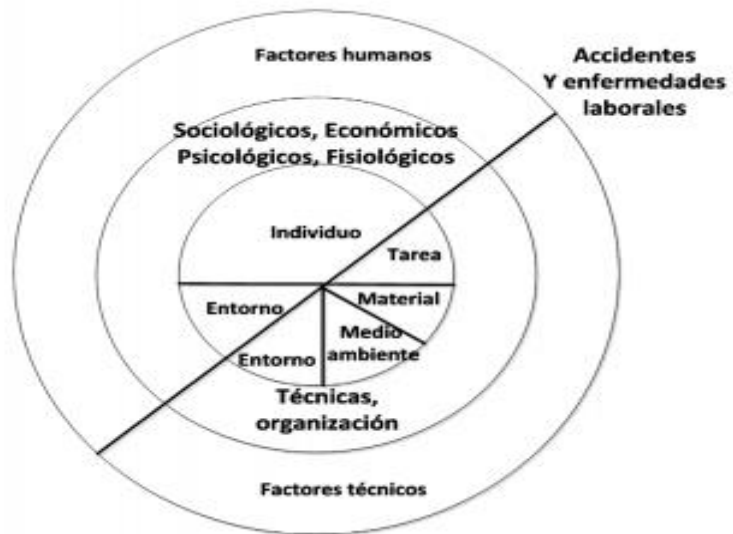 Factores humanos
Accidentes
Y enfermedades
laborales
Sociológicos, Económicos
Psicológicos, Fisiológicos
Individuo
Tarea
Entorno
Material
Medio
ambiente
Entorno
Técnicas,
organización
Factores técnicos